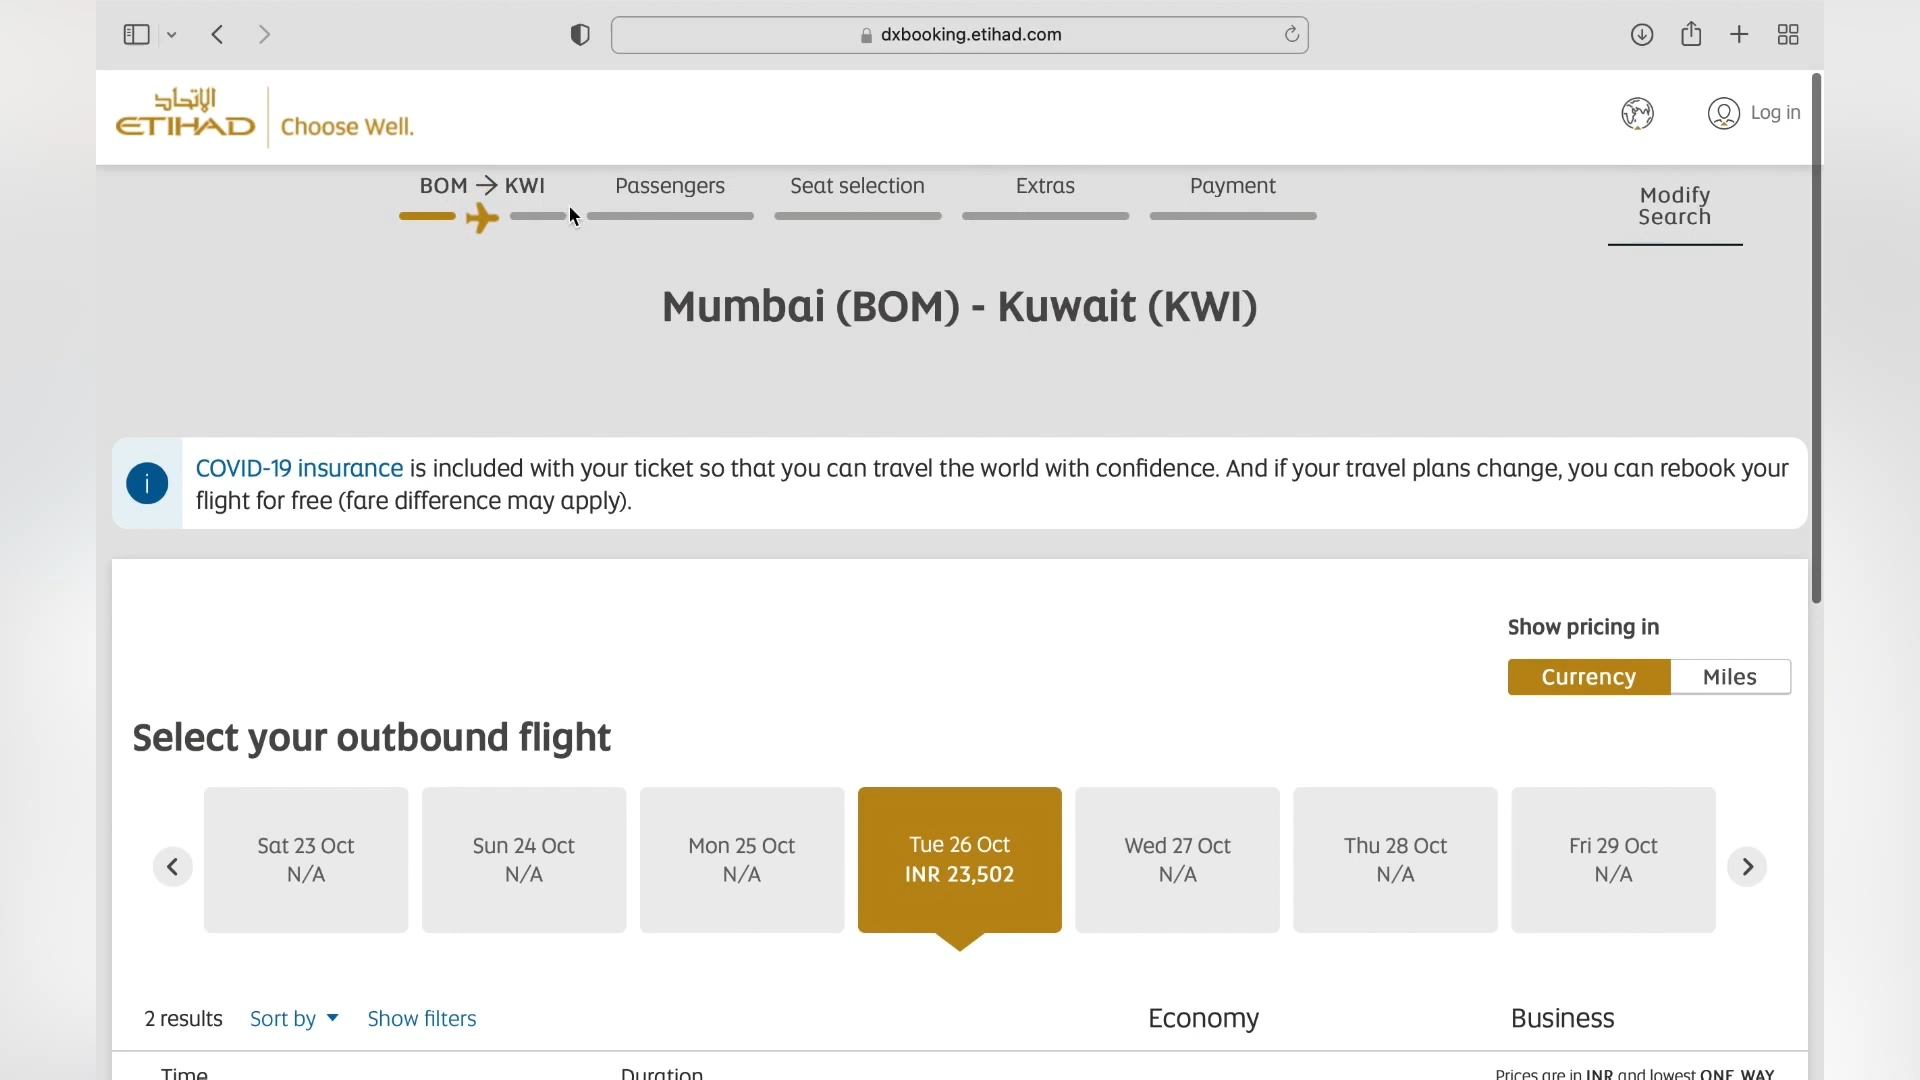 dxbooking.etihad.com
الإتحاد
ETIHAD
Choose Well.
Log in
BOM → KWI
Passengers
Seat selection
Extras
Payment
Modify
Search
Mumbai (BOM) - Kuwait (KWI)
i
COVID-19 insurance is included with your ticket so that you can travel the world with confidence. And if your travel plans change, you can rebook your
flight for free (fare difference may apply).
Show pricing in
Currency
Miles
Select your outbound flight
Sat 23 Oct
N/A
Sun 24 Oct
N/A
Mon 25 Oct
N/A
Tue 26 Oct
INR 23,502
Wed 27 Oct
N/A
Thu 28 Oct
N/A
Fri 29 Oct
N/A
2 results
Sort by
Show filters
Economy
Business
Time
Duration
Prices are in INR and lowest ONE WAY